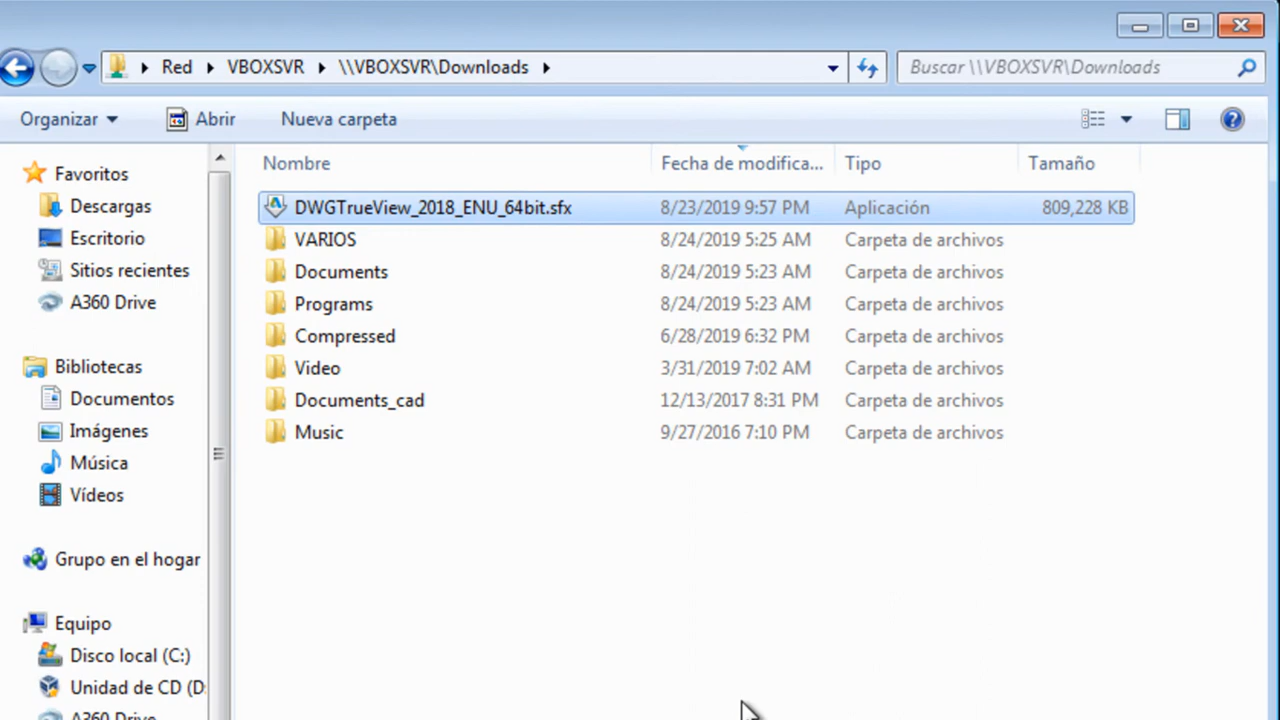 Red VBOXSVR \\VBOXSVR\Downloads
Buscar \\VBOXSVR\Downloads
Organizar Abrir Nueva carpeta
Favoritos
Descargas
Escritorio
Sitios recientes
A360 Drive
Bibliotecas
Documentos
Imágenes
Música
Vídeos
Grupo en el hogar
Equipo
Disco local (C:)
Unidad de CD (D:
A360 Drive
Nombre Fecha de modifica... Tipo Tamaño
DWGTrueView_2018_ENU_64bit.sfx 8/23/2019 9:57 PM Aplicación 809,228 KB
VARIOS 8/24/2019 5:25 AM Carpeta de archivos
Documents 8/24/2019 5:23 AM Carpeta de archivos
Programs 8/24/2019 5:23 AM Carpeta de archivos
Compressed 6/28/2019 6:32 PM Carpeta de archivos
Video 3/31/2019 7:02 AM Carpeta de archivos
Documents_cad 12/13/2017 8:31 PM Carpeta de archivos
Music 9/27/2016 7:10 PM Carpeta de archivos